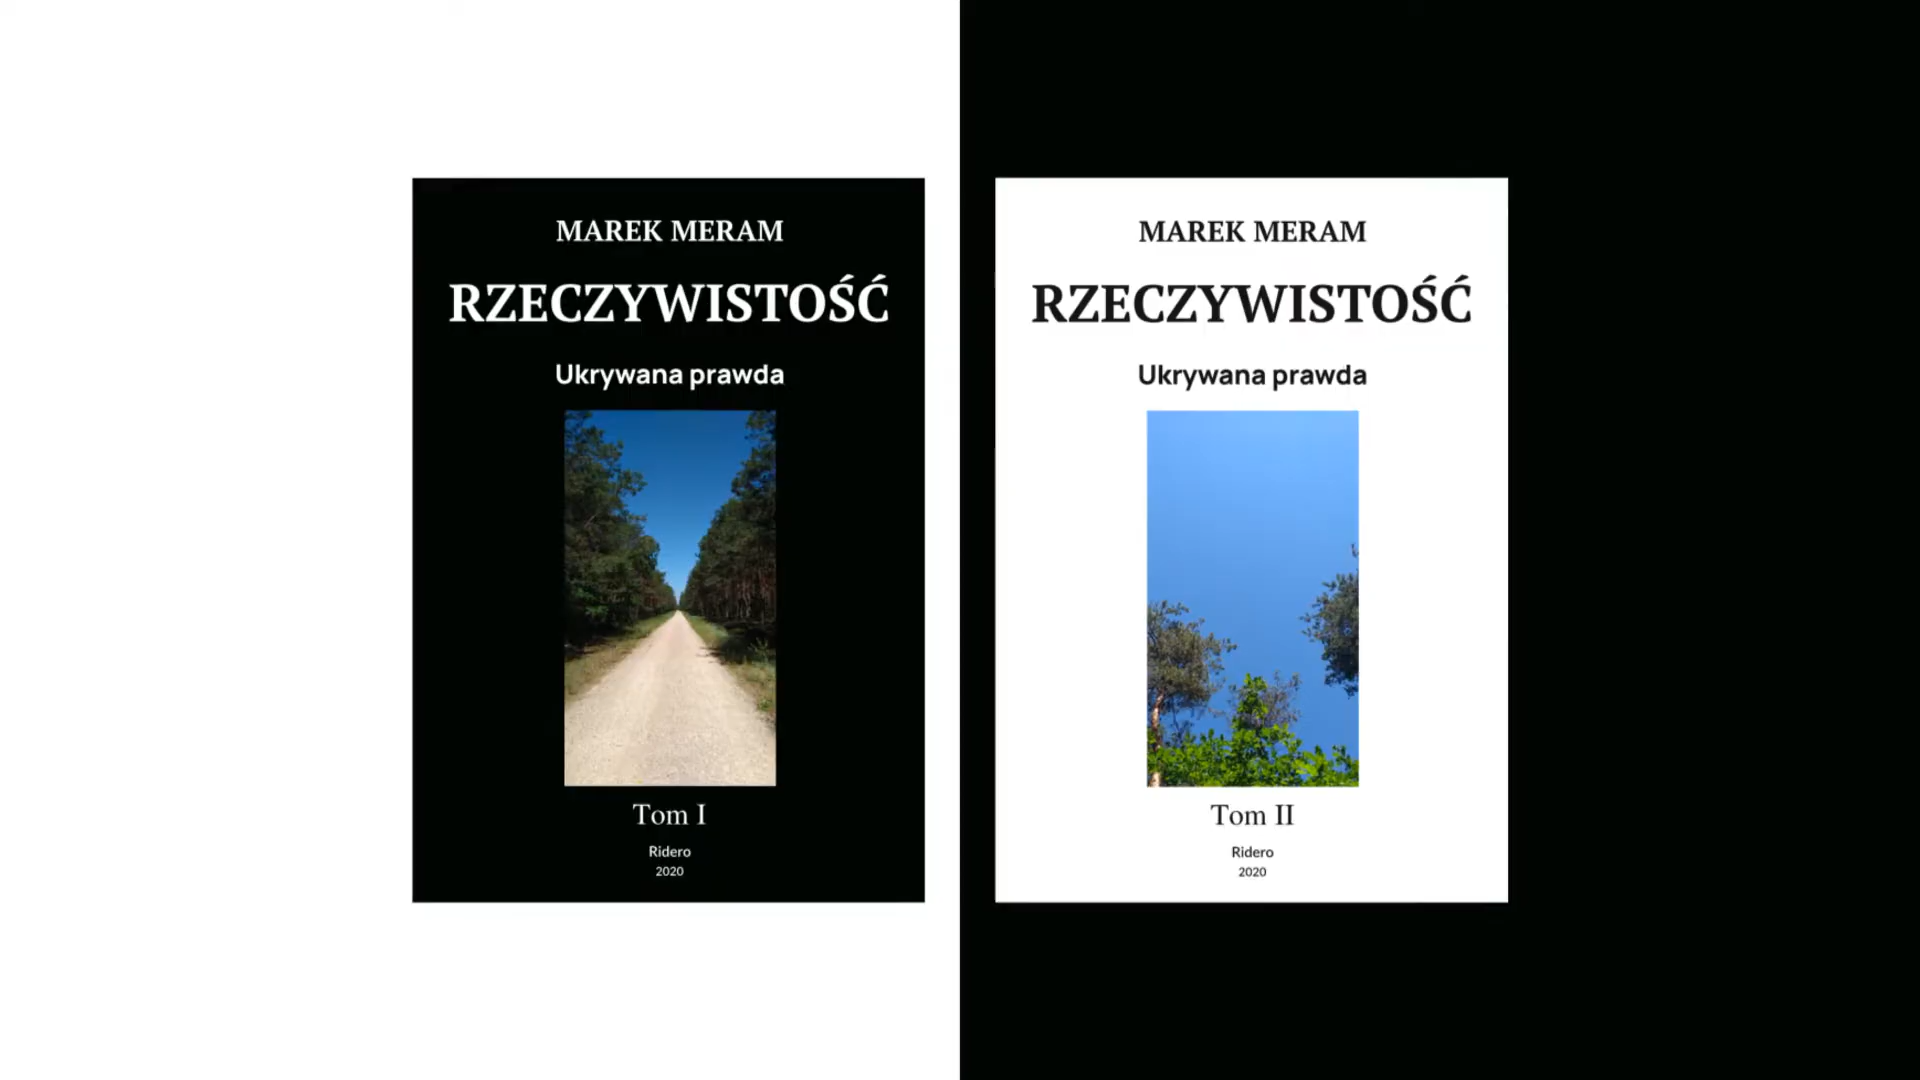 MAREK MERAM
RZECZYWISTOŚĆ
Ukrywana prawda
Tom I
Ridero
2020
MAREK MERAM
RZECZYWISTOŚĆ
Ukrywana prawda
Tom II
Ridero
2020